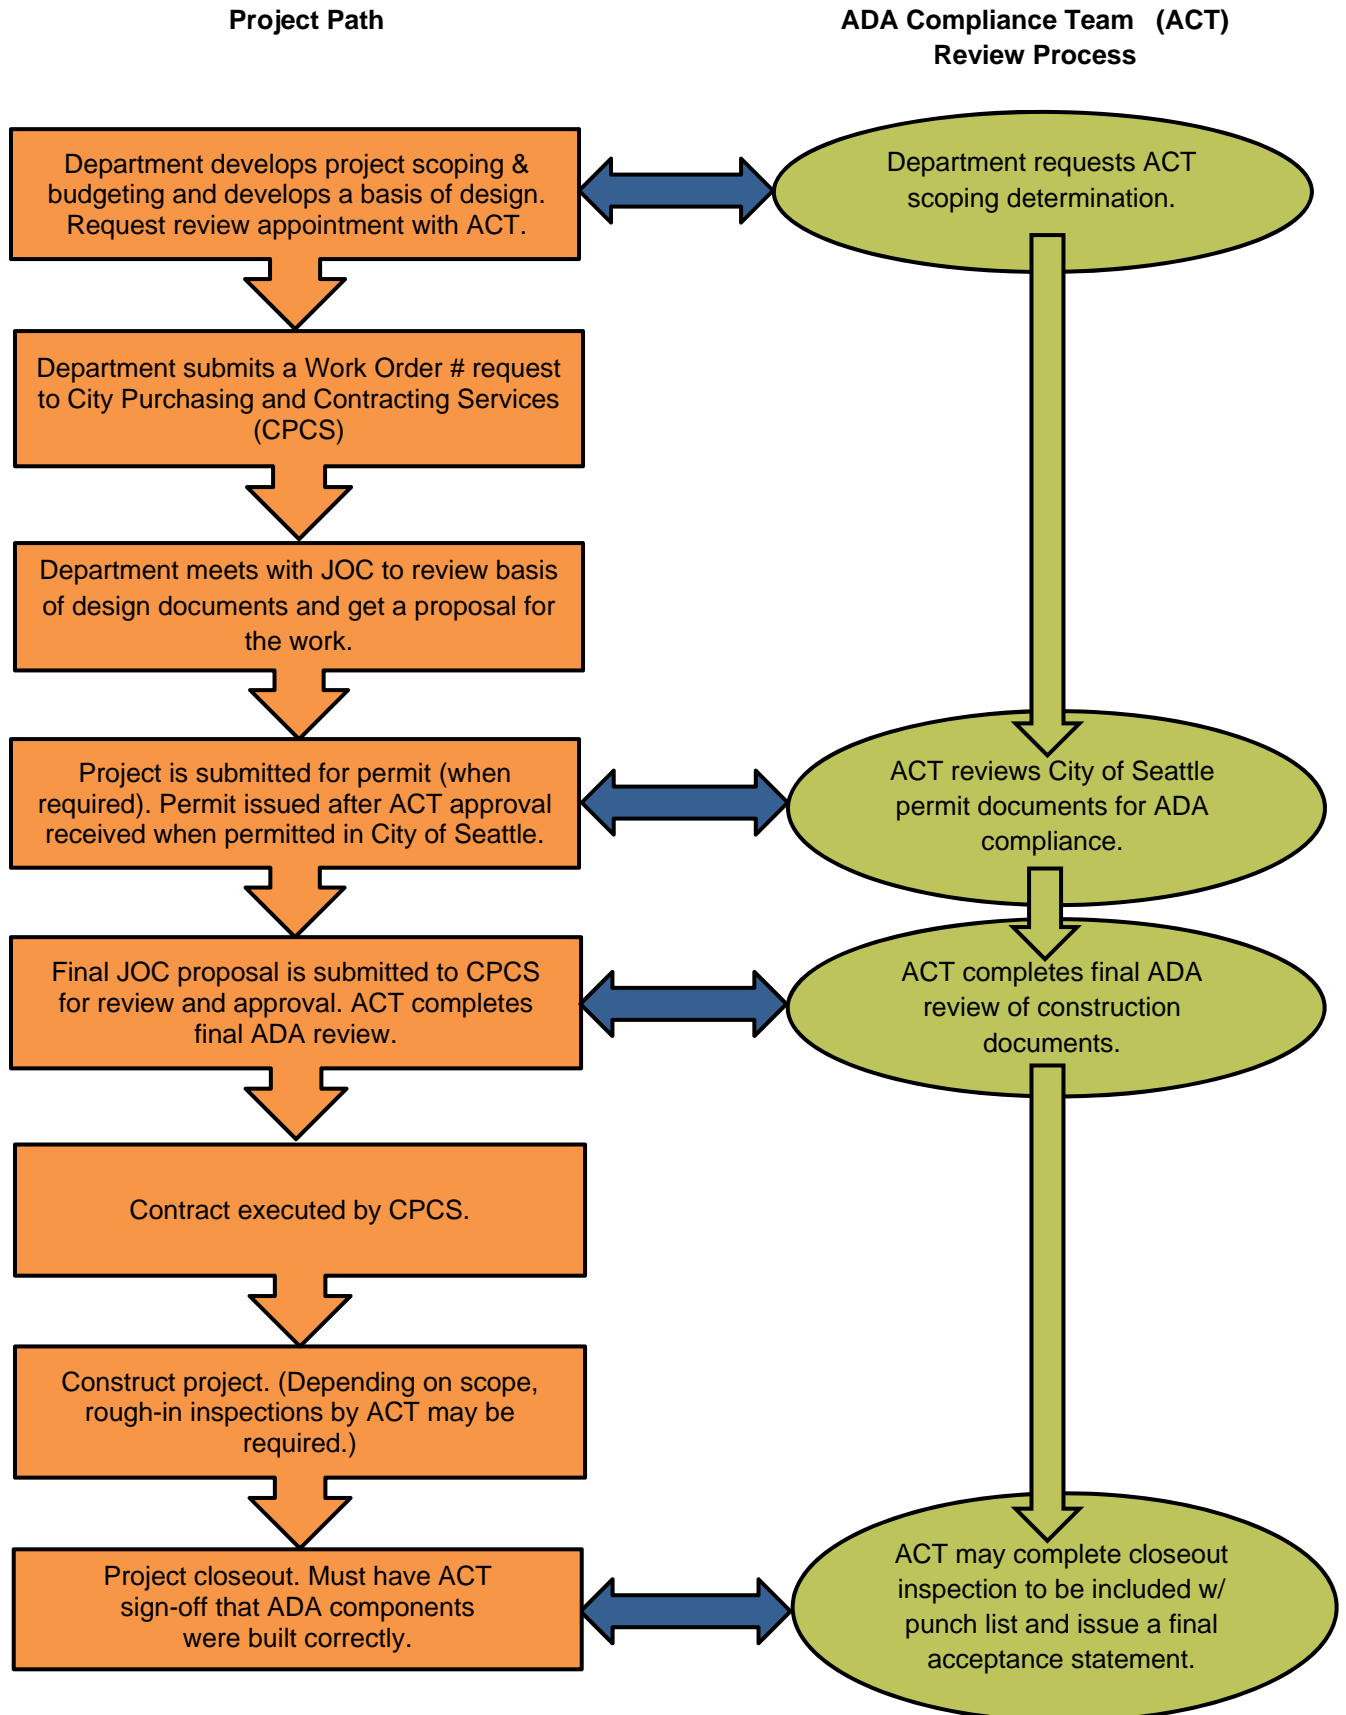 Project Path
ADA Compliance Team (ACT)
Review Process
Department develops project scoping &
budgeting and develops a basis of design.
Request review appointment with ACT.
Department requests ACT
scoping determination.
Department submits a Work Order # request
to City Purchasing and Contracting Services
(CPCS)
Department meets with JOC to review basis
of design documents and get a proposal for
the work.
Project is submitted for permit (when
required). Permit issued after ACT approval
received when permitted in City of Seattle.
ACT reviews City of Seattle
permit documents for ADA
compliance.
Final JOC proposal is submitted to CPCS
for review and approval. ACT completes
final ADA review.
ACT completes final ADA
review of construction
documents.
Contract executed by CPCS.
Construct project. (Depending on scope,
rough-in inspections by ACT may be
required.)
Project closeout. Must have ACT
sign-off that ADA components
were built correctly.
ACT may complete closeout
inspection to be included w/
punch list and issue a final
acceptance statement.